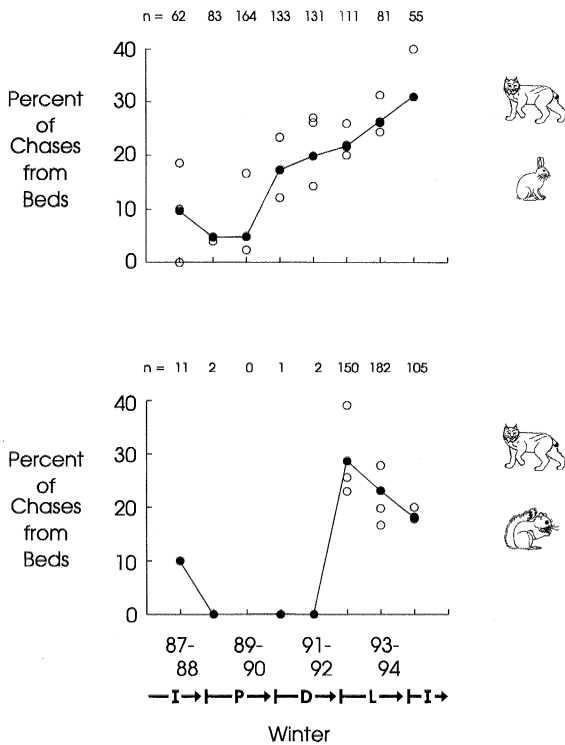 n = 62 83 164 133 131 111 81 55
40
30
20
10
0
Percent
of
Chases
from
Beds
n = 11 2 0 1 2 150 182 105
40
30
20
10
0
Percent
of
Chases
from
Beds
87-
88
89-
90
91-
92
93-
94
I P D L I
Winter